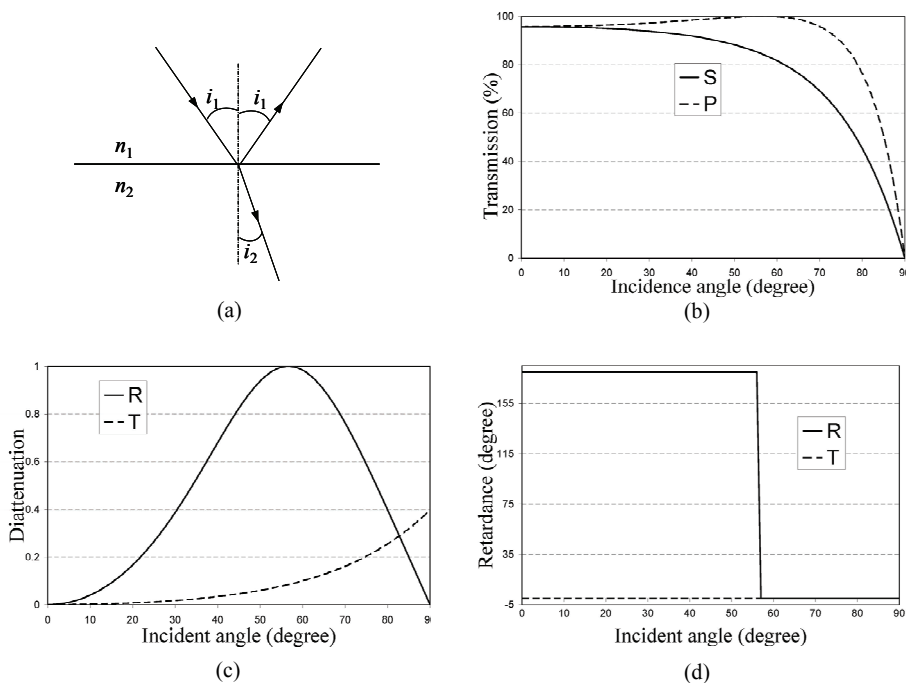 i1 i1
n1
n2
i2
(a)
100
80
60
40
20
0
Transmission (%)
S
P
0 10 20 30 40 50 60 70 80 90
Incidence angle (degree)
(b)
1
0.8
0.6
0.4
0.2
0
Diattenuation
R
T
0 10 20 30 40 50 60 70 80 90
Incident angle (degree)
(c)
155
115
75
35
-5
Retardance (degree)
R
T
0 10 20 30 40 50 60 70 80 90
Incident angle (degree)
(d)